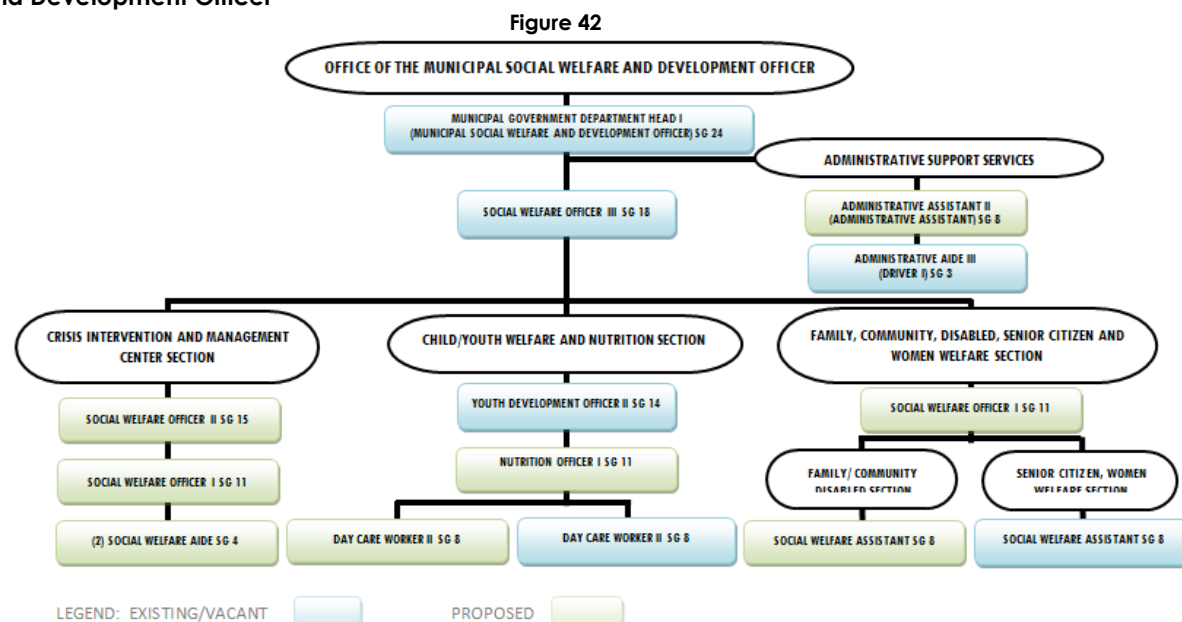 nd Development Officer
Figure 42
OFFICE OF THE MUNICIPAL SOCIAL WELFARE AND DEVELOPMENT OFFICER
MUNICIPAL GOVERNMENT DEPARTMENT HEAD I
(MUNICIPAL SOCIAL WELFARE AND DEVELOPMENT OFFICER) SG 24
ADMINISTRATIVE SUPPORT SERVICES
SOCIAL WELFARE OFFICER III SG 18
ADMINISTRATIVE ASSISTANT II
(ADMINISTRATIVE ASSISTANT) SG 8
ADMINISTRATIVE AIDE III
(DRIVER I) SG 3
CRISIS INTERVENTION AND MANAGEMENT
CENTER SECTION
CHILD/YOUTH WELFARE AND NUTRITION SECTION
FAMILY, COMMUNITY, DISABLED, SENIOR CITIZEN AND
WOMEN WELFARE SECTION
SOCIAL WELFARE OFFICER II SG 15
YOUTH DEVELOPMENT OFFICER II SG 14
SOCIAL WELFARE OFFICER I SG 11
SOCIAL WELFARE OFFICER I SG 11
NUTRITION OFFICER I SG 11
FAMILY/ COMMUNITY
DISABLED SECTION
SENIOR CITIZEN, WOMEN
WELFARE SECTION
(2) SOCIAL WELFARE AIDE SG 4
DAY CARE WORKER II SG 8
DAY CARE WORKER II SG 8
SOCIAL WELFARE ASSISTANT SG 8
SOCIAL WELFARE ASSISTANT SG 8
LEGEND: EXISTING/VACANT
PROPOSED